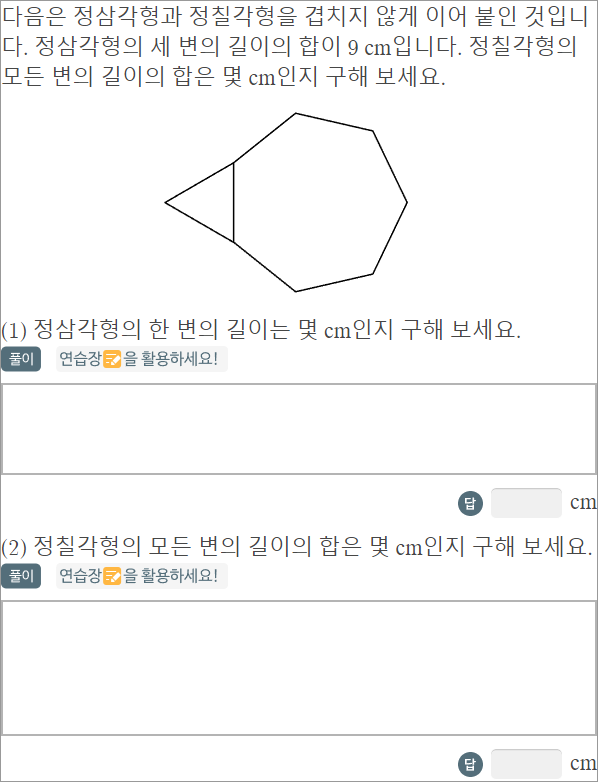 다음은 정삼각형과 정칠각형을 겹치지 않게 이어 붙인 것입니
다. 정삼각형의 세 변의 길이의 합이 9 cm입니다. 정칠각형의
모든 변의 길이의 합은 몇 cm인지 구해 보세요.
(1) 정삼각형의 한 변의 길이는 몇 cm인지 구해 보세요.
풀이 연습장을 활용하세요!
답 cm
(2) 정칠각형의 모든 변의 길이의 합은 몇 cm인지 구해 보세요.
풀이 연습장을 활용하세요!
답 cm